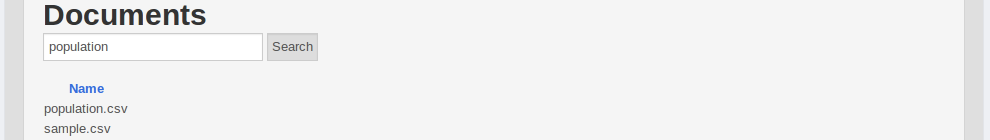 Documents
population Search
Name
population.csv
sample.csv